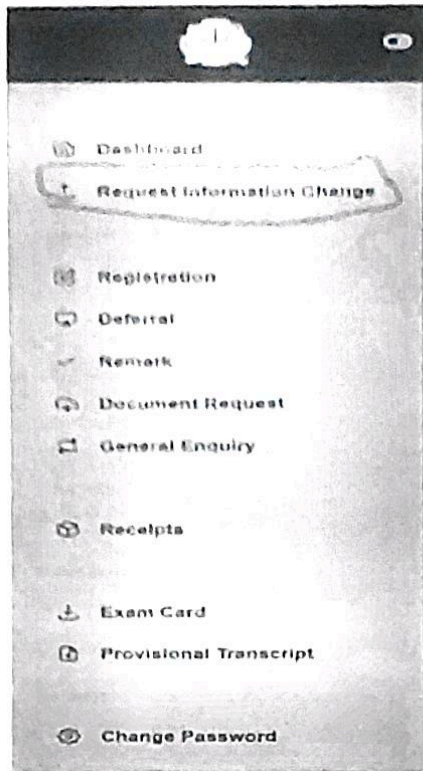 Dashboard
Request Information Change
Registration
Deferral
Remark
Document Request
General Enquiry
Receipts
Exam Card
Provisional Transcript
Change Password